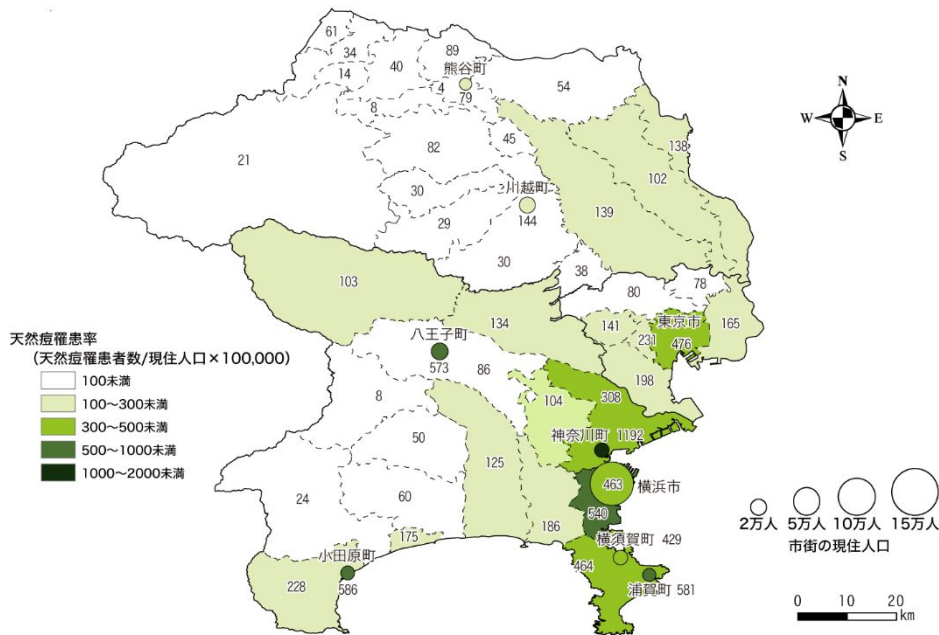 61
34
14
40
89
熊谷町
4
79
54
8
21
82
45
138
102
30
川越町
144
139
29
30
38
103
80
78
134
141
東京市
165
231
476
八王子町
573
86
198
8
104
308
神奈川町 1192
50
125
463
横浜市
24
60
540
186
横須賀町 429
175
464
小田原町
586
浦賀町 581
228
N
W
E
S
天然痘罹患率
(天然痘罹患者数/現住人口×100,000)
100未満
100～300未満
300～500未満
500～1000未満
1000～2000未満
2万人
5万人
10万人
15万人
市街の現住人口
0 10 20
km